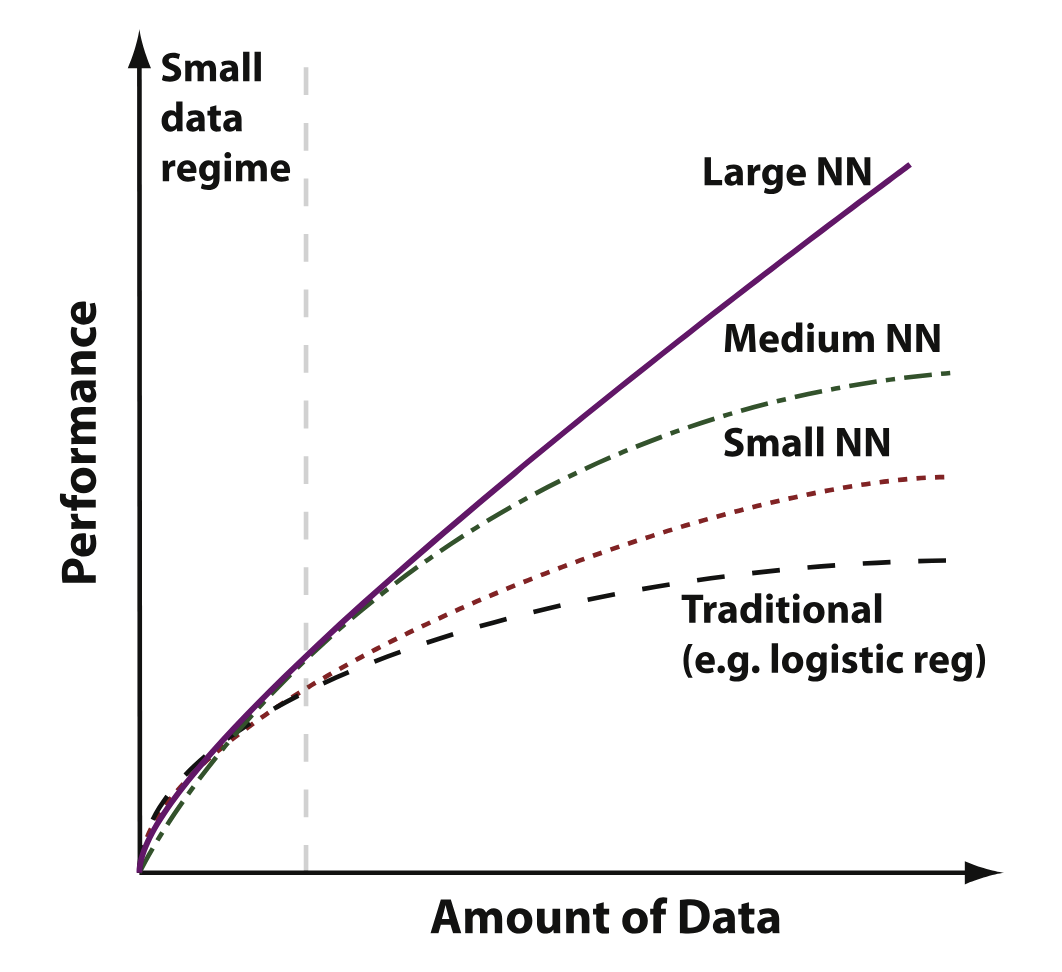 Small
data
regime
Large NN
Medium NN
Small NN
Traditional
(e.g. logistic reg)
Performance
Amount of Data